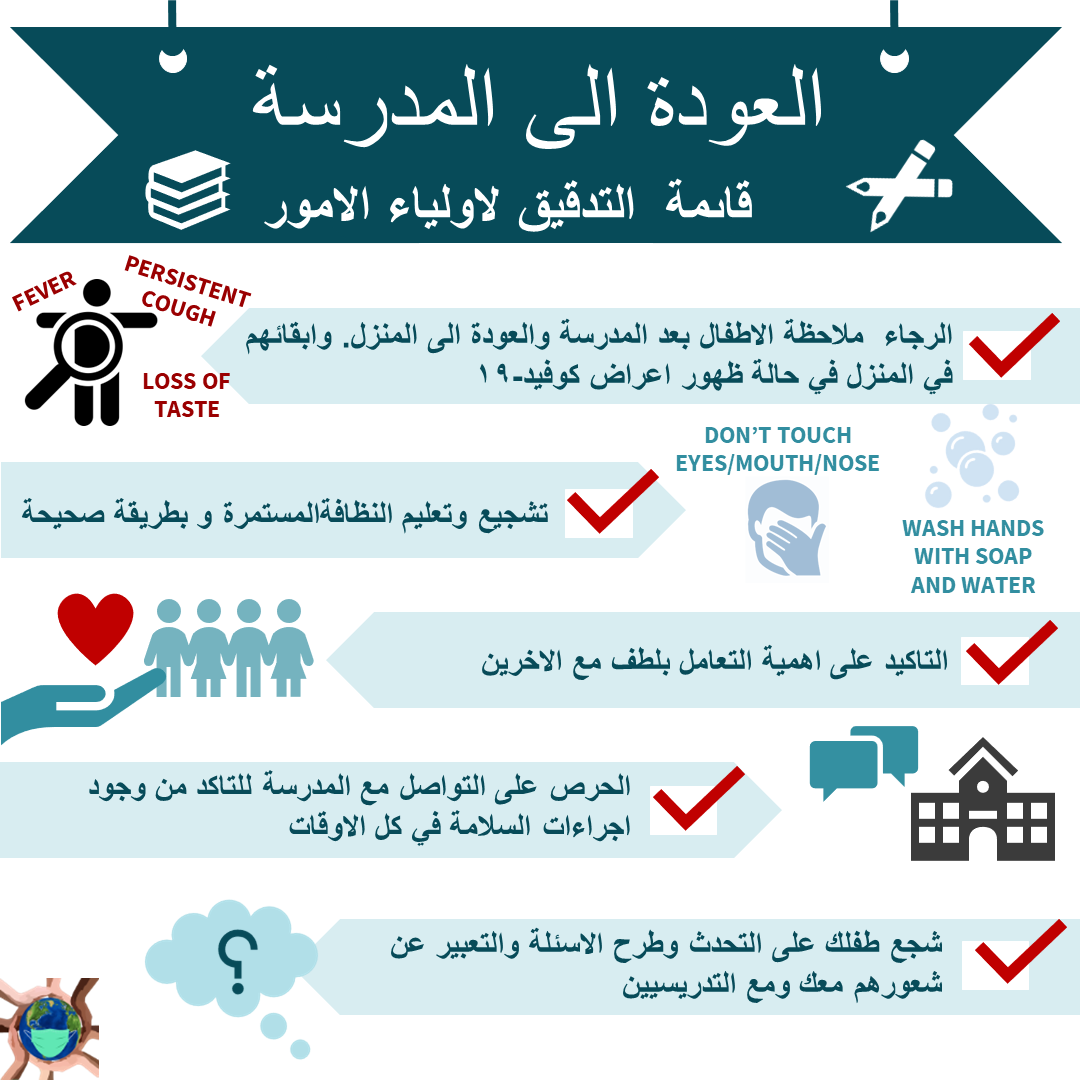 العودة الى المدرسة
قائمة التدقيق لاولياء الامور
FEVER
PERSISTENT
COUGH
LOSS OF
TASTE
الرجاء ملاحظة الاطفال بعد المدرسة والعودة الى المنزل. وابقائهم
في المنزل في حالة ظهور اعراض كوفيد-١٩
DON'T TOUCH
EYES/MOUTH/NOSE
WASH HANDS
WITH SOAP
AND WATER
تشجيع وتعليم النظافةالمستمرة و بطريقة صحيحة
التاكيد على اهمية التعامل بلطف مع الاخرين
الحرص على التواصل مع المدرسة للتاكد من وجود
اجراءات السلامة في كل الاوقات
شجع طفلك على التحدث وطرح الاسئلة والتعبير عن
شعورهم معك ومع التدريسيين
؟